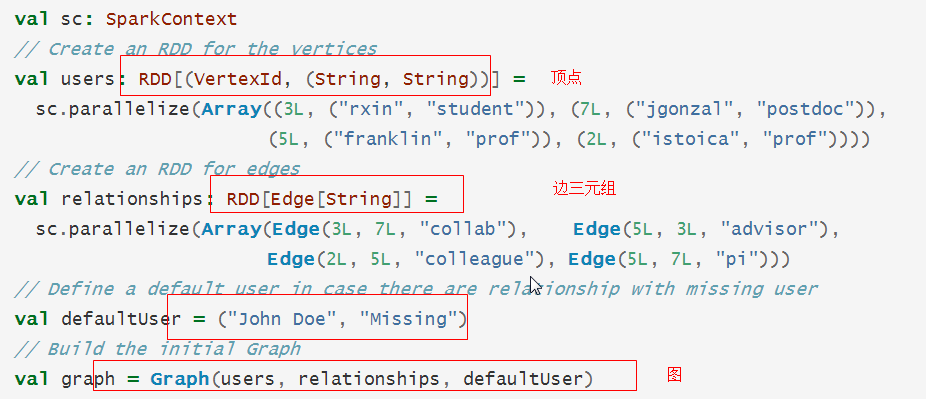 val sc: SparkContext
// Create an RDD for the vertices
val users: RDD[(VertexId, (String, String))] = 顶点
sc.parallelize(Array((3L, ("rxin", "student")), (7L, ("jgonzal", "postdoc")),
(5L, ("franklin", "prof")), (2L, ("istoica", "prof"))))
// Create an RDD for edges
val relationships: RDD[Edge[String]] = 边三元组
sc.parallelize(Array(Edge(3L, 7L, "collab"), Edge(5L, 3L, "advisor"),
Edge(2L, 5L, "colleague"), Edge(5L, 7L, "pi")))
// Define a default user in case there are relationship with missing user
val defaultUser = ("John Doe", "Missing")
// Build the initial Graph
val graph = Graph(users, relationships, defaultUser) 图